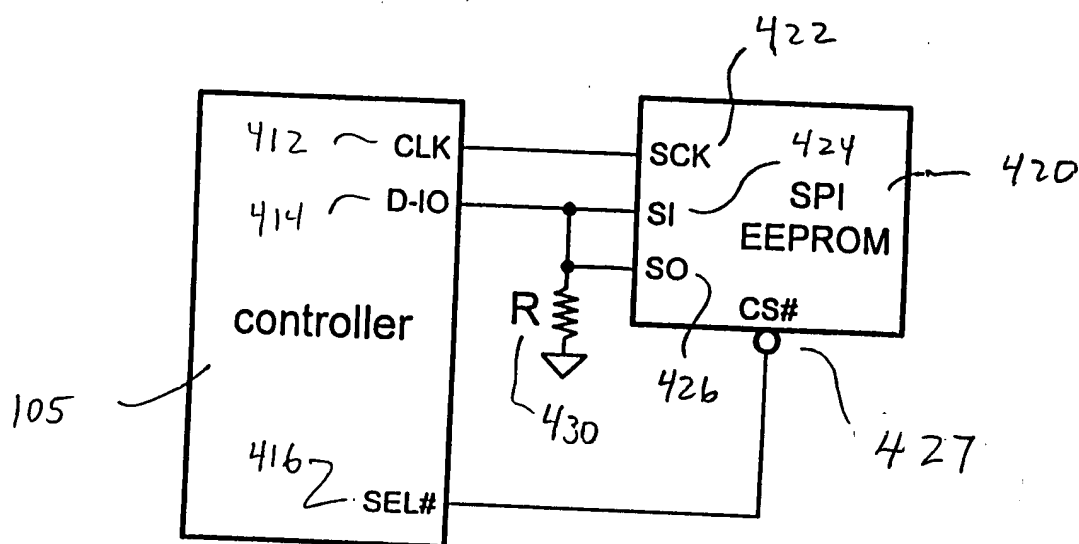 422
412 CLK
SCK
424
420
414 D-IO
SI
SPI
EEPROM
SO
R
CS#
controller
426
430
427
105
416
SEL#